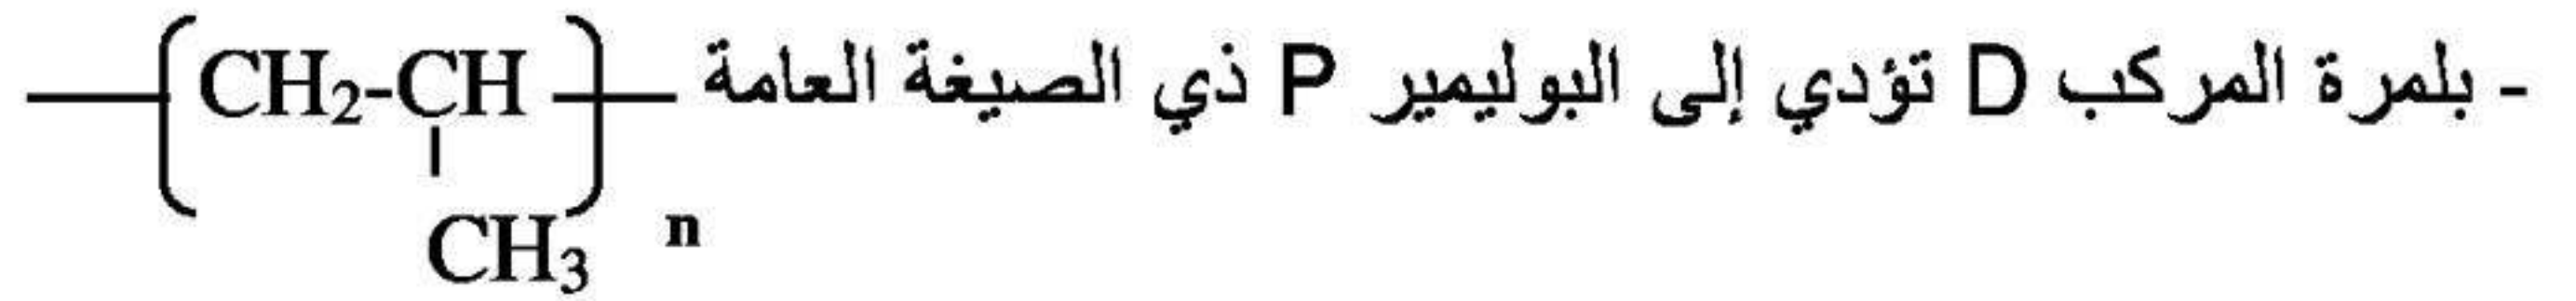 - بلمرة المركب D تؤدي إلى البوليمير P ذي الصيغة العامة
CH₂-CH
CH₃
n